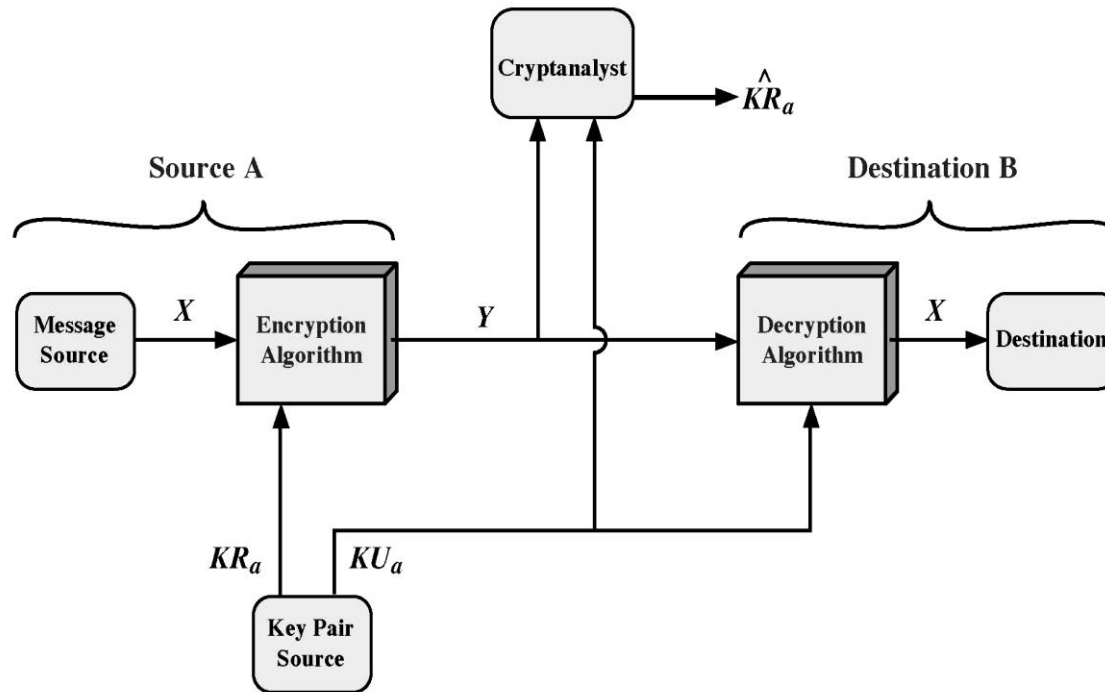 Cryptanalyst
K̂R_a
Source A
Destination B
Message
Source
X
Encryption
Algorithm
Y
Decryption
Algorithm
X
Destination
KR_a
KU_a
Key Pair
Source